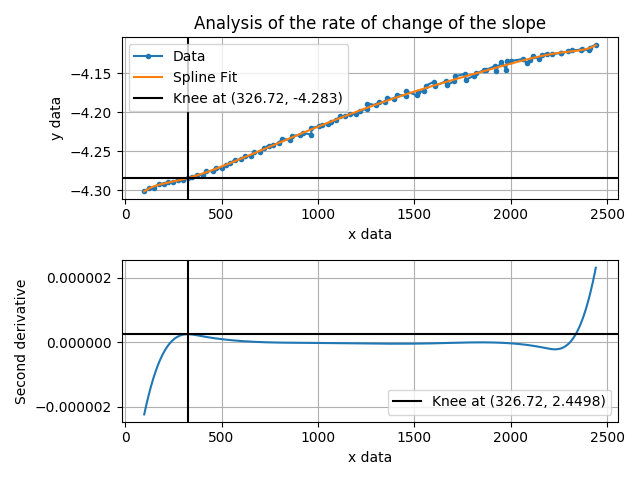 Analysis of the rate of change of the slope
Data
Spline Fit
Knee at (326.72, -4.283)
−4.15
−4.20
−4.25
−4.30
y data
0 500 1000 1500 2000 2500
x data
0.000002
0.000000
−0.000002
Second derivative
Knee at (326.72, 2.4498)
0 500 1000 1500 2000 2500
x data